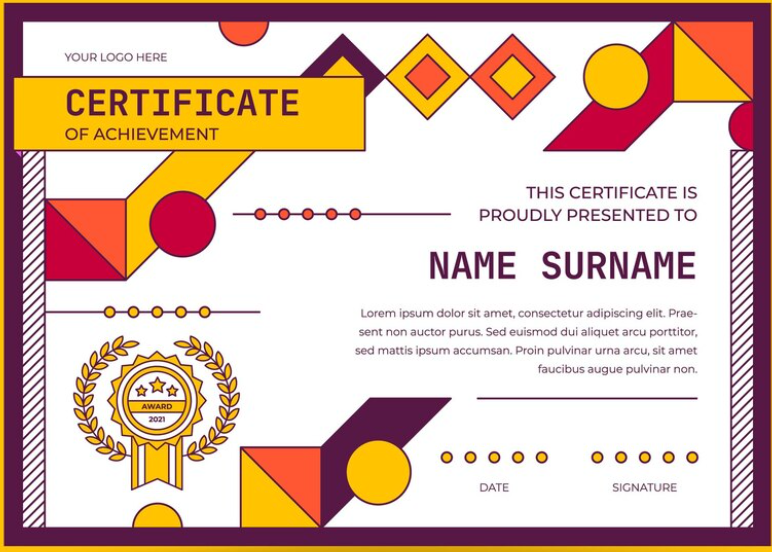 YOUR LOGO HERE
CERTIFICATE
OF ACHIEVEMENT
THIS CERTIFICATE IS
PROUDLY PRESENTED TO
NAME SURNAME
Lorem ipsum dolor sit amet, consectetur adipiscing elit. Prae-
sent non auctor purus. Sed euismod dui aliquet arcu porttitor,
sed mattis ipsum accumsan. Proin pulvinar urna arcu, sit amet
faucibus augue pulvinar non.
AWARD
2021
DATE
SIGNATURE